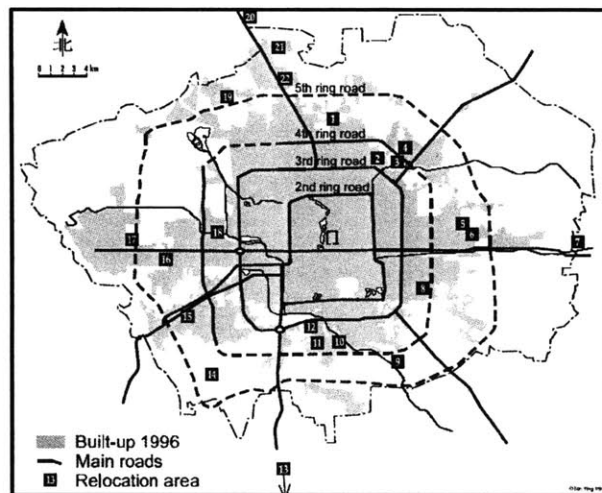 20
北
21
0 1 2 3 4 km
22
5th ring road
19
1
4th ring road
4
3rd ring road
2
3
2nd ring road
5
18
6
17
7
16
8
15
12
11
10
9
14
Built-up 1996
Main roads
13
13 Relocation area